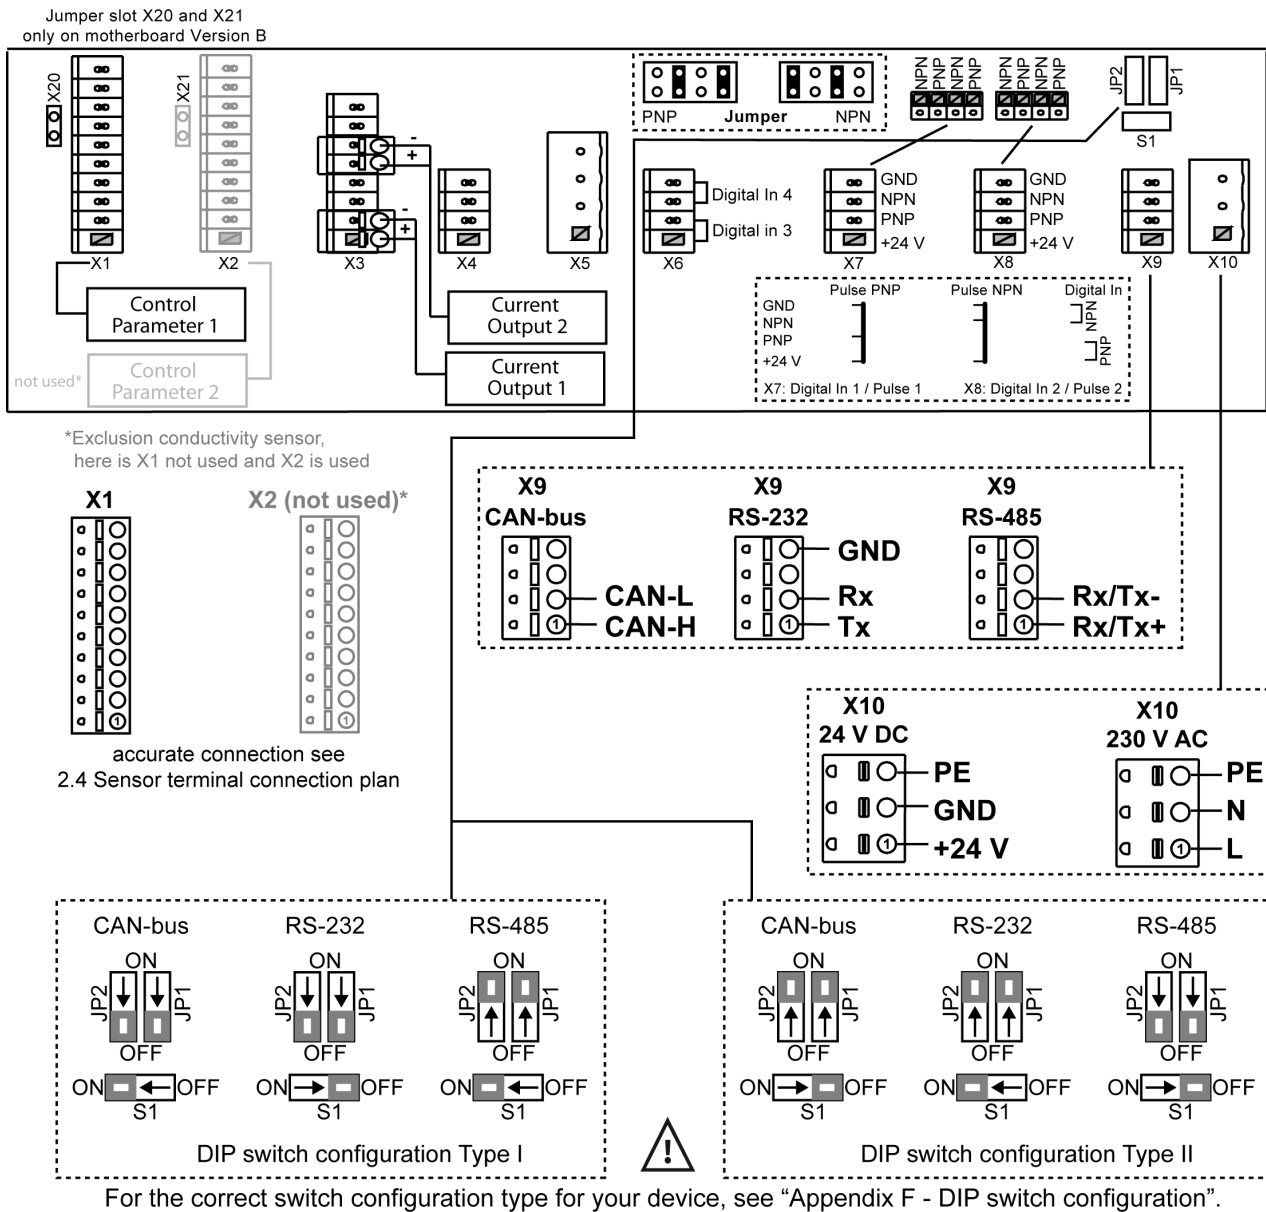 Jumper slot X20 and X21
only on motherboard Version B
X20
X21
PNP Jumper NPN
NPN PNP NPN PNP
NPN PNP NPN PNP
JP2 JP1
S1
- +
- +
Digital In 4
Digital in 3
GND
NPN
PNP
+24 V
GND
NPN
PNP
+24 V
X1 X2 X3 X4 X5 X6 X7 X8 X9 X10
Control
Parameter 1
not used*
Control
Parameter 2
Current
Output 2
Current
Output 1
Pulse PNP Pulse NPN Digital In
GND
NPN
PNP
+24 V
NPN
PNP
X7: Digital In 1 / Pulse 1 X8: Digital In 2 / Pulse 2
*Exclusion conductivity sensor,
here is X1 not used and X2 is used
X1 X2 (not used)*
1 1
accurate connection see
2.4 Sensor terminal connection plan
X9
CAN-bus
CAN-L
1 CAN-H
X9
RS-232
GND
Rx
1 Tx
X9
RS-485
Rx/Tx-
1 Rx/Tx+
X10
24 V DC
PE
GND
1 +24 V
X10
230 V AC
PE
N
1 L
CAN-bus RS-232 RS-485
ON ON ON
JP2 JP1 JP2 JP1 JP2 JP1
OFF OFF OFF
ON OFF ON OFF ON OFF
S1 S1 S1
DIP switch configuration Type I
CAN-bus RS-232 RS-485
ON ON ON
JP2 JP1 JP2 JP1 JP2 JP1
OFF OFF OFF
ON OFF ON OFF ON OFF
S1 S1 S1
DIP switch configuration Type II
!
For the correct switch configuration type for your device, see “Appendix F - DIP switch configuration”.